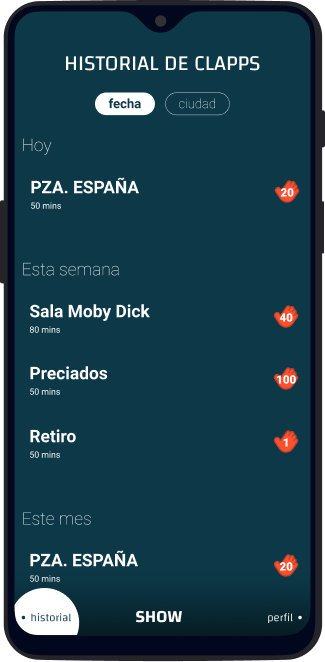 HISTORIAL DE CLAPPS
fecha
ciudad
Hoy
PZA. ESPAÑA
50 mins
20
Esta semana
Sala Moby Dick
80 mins
40
Preciados
50 mins
100
Retiro
50 mins
1
Este mes
PZA. ESPAÑA
50 mins
20
• historial
SHOW
perfil •